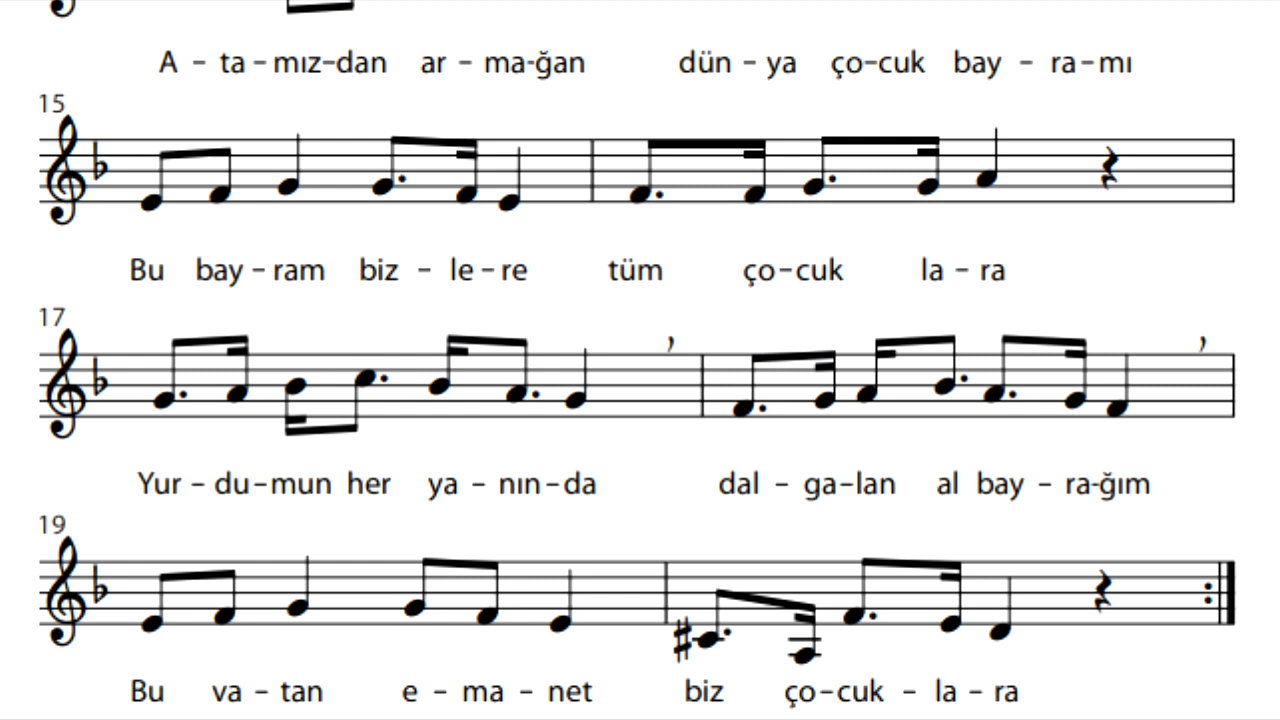 A – ta – mız–dan ar – ma-ğan dün – ya ço–cuk bay – ra – mı
15
Bu bay – ram biz – le – re tüm ço–cuk la – ra
17
Yur – du–mun her ya – nın–da dal – ga–lan al bay – ra-ğım
19
Bu va – tan e – ma – net biz ço–cuk – la – ra